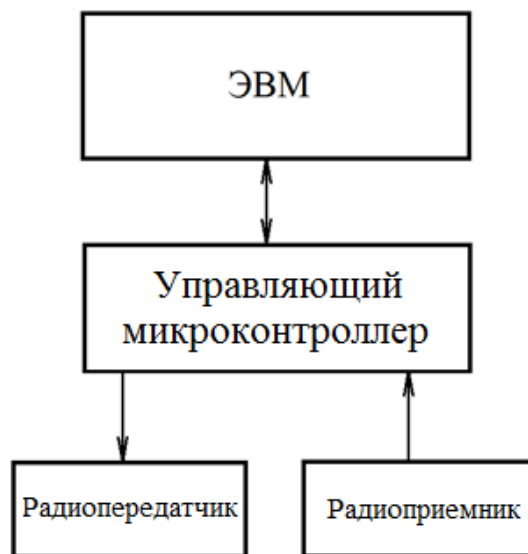 ЭВМ
Управляющий
микроконтроллер
Радиопередатчик
Радиоприемник